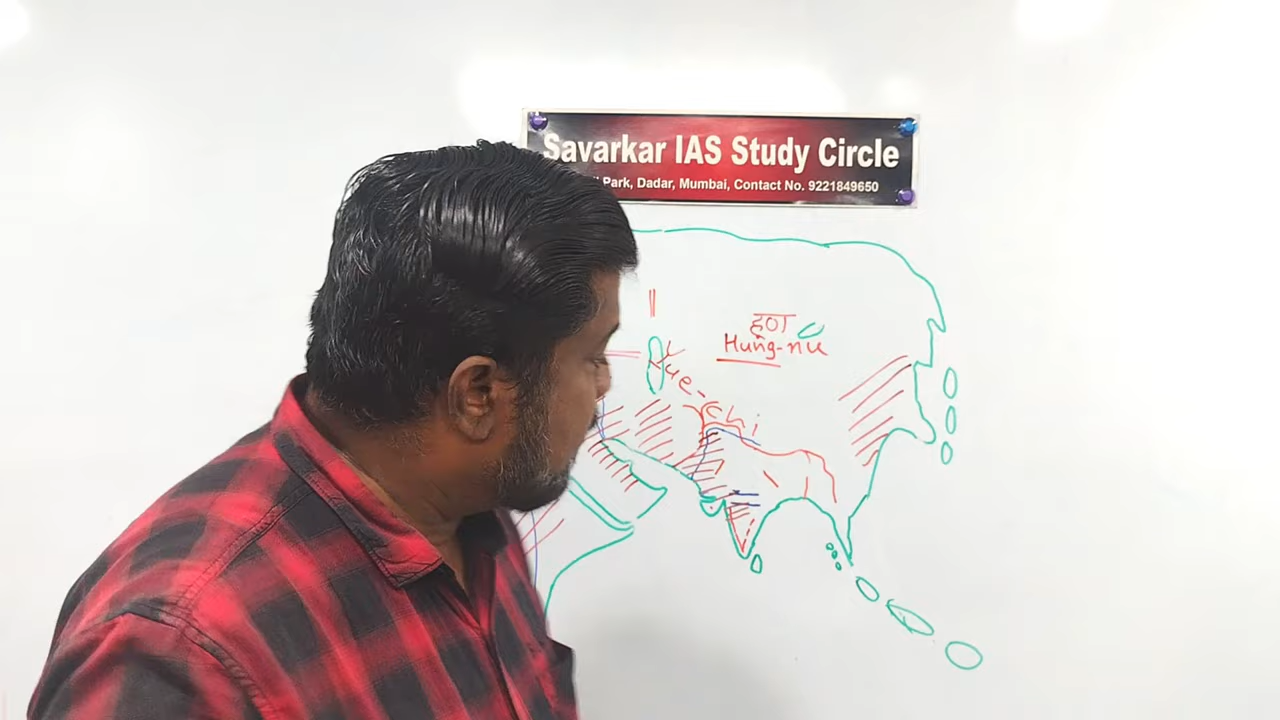 Savarkar IAS Study Circle
Park, Dadar, Mumbai, Contact No. 9221849650
हूण
Hung-nu
Yue-chi